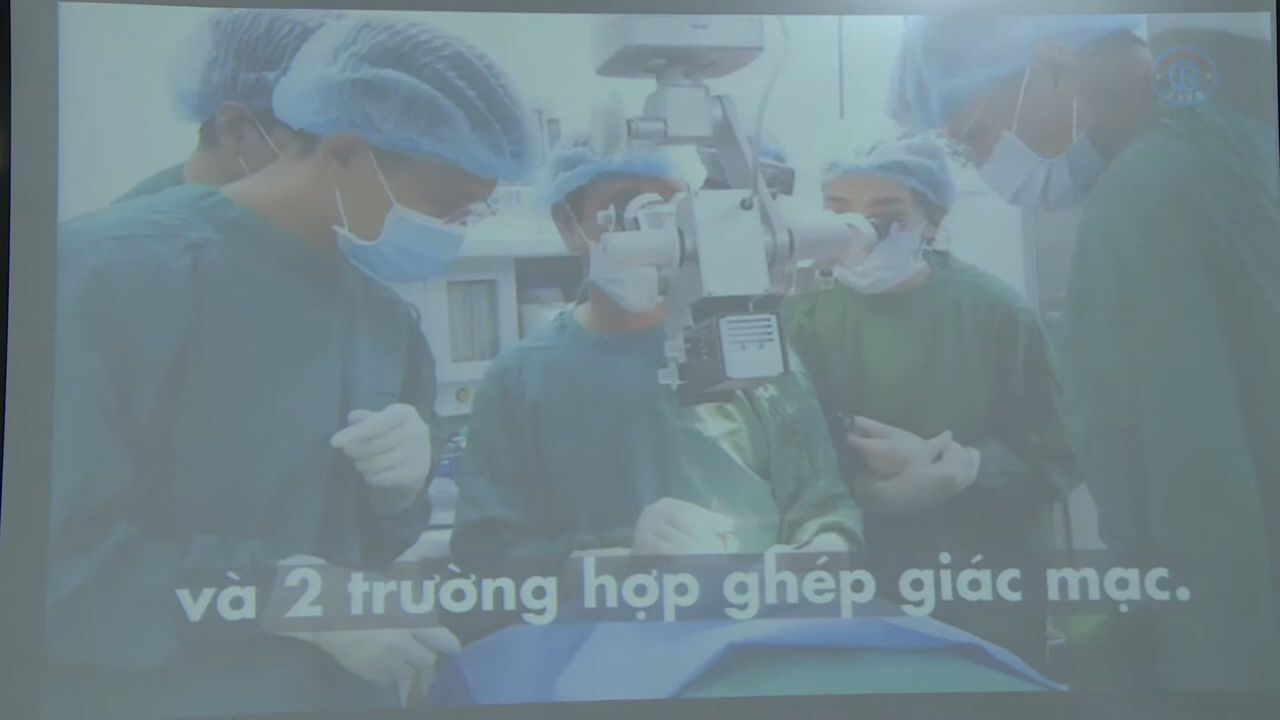 và 2 trường hợp ghép giác mạc.